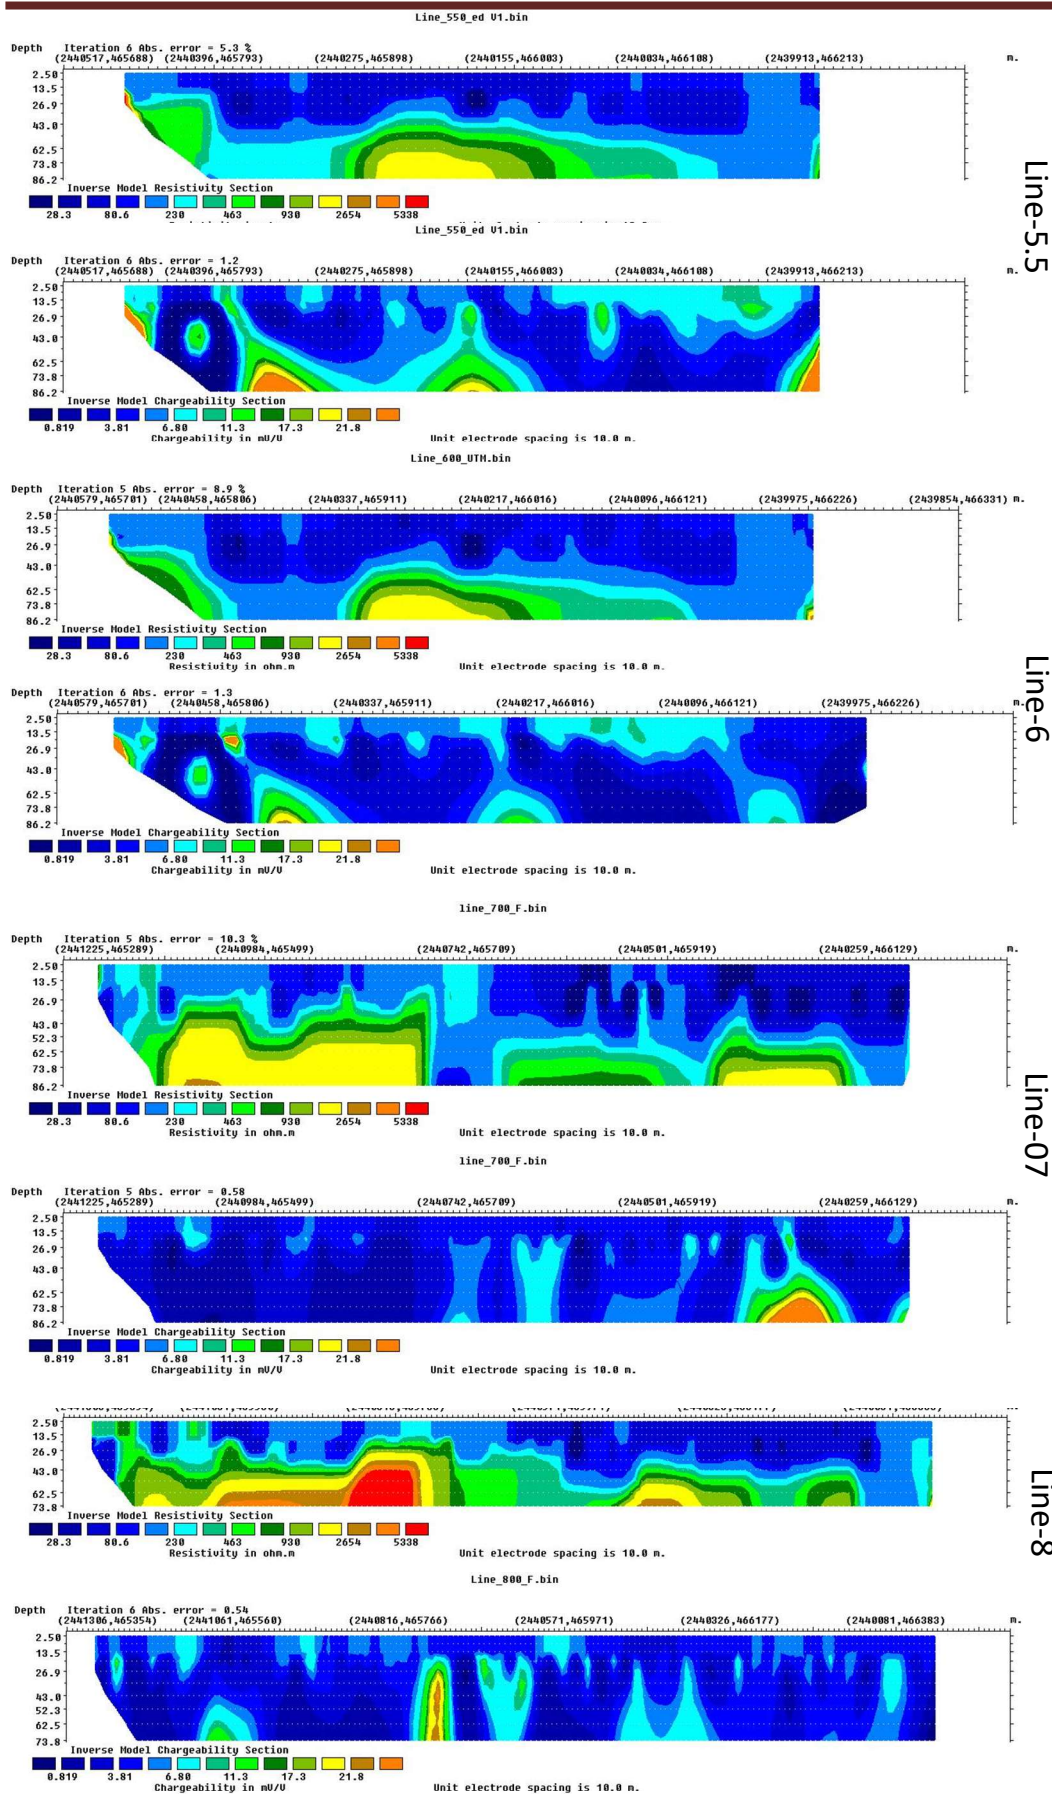 Line_550_ed V1.bin
Depth Iteration 6 Abs. error = 5.3 %
(2440517,465688) (2440396,465793) (2440275,465898) (2440155,466003) (2440034,466108) (2439913,466213) m.
2.50
13.5
26.9
43.0
62.5
73.8
86.2
Inverse Model Resistivity Section
28.3 80.6 230 463 930 2654 5338
Line-5.5
Line_550_ed V1.bin
Depth Iteration 6 Abs. error = 1.2
(2440517,465688) (2440396,465793) (2440275,465898) (2440155,466003) (2440034,466108) (2439913,466213) m.
2.50
13.5
26.9
43.0
62.5
73.8
86.2
Inverse Model Chargeability Section
0.819 3.81 6.80 11.3 17.3 21.8
Chargeability in mV/V Unit electrode spacing is 10.0 m.
Line_600_UTM.bin
Depth Iteration 5 Abs. error = 8.9 %
(2440579,465701) (2440458,465806) (2440337,465911) (2440217,466016) (2440096,466121) (2439975,466226) (2439854,466331) m.
2.50
13.5
26.9
43.0
62.5
73.8
86.2
Inverse Model Resistivity Section
28.3 80.6 230 463 930 2654 5338
Resistivity in ohm.m Unit electrode spacing is 10.0 m.
Line-6
Depth Iteration 6 Abs. error = 1.3
(2440579,465701) (2440458,465806) (2440337,465911) (2440217,466016) (2440096,466121) (2439975,466226) m.
2.50
13.5
26.9
43.0
62.5
73.8
86.2
Inverse Model Chargeability Section
0.819 3.81 6.80 11.3 17.3 21.8
Chargeability in mV/V Unit electrode spacing is 10.0 m.
line_700_F.bin
Depth Iteration 5 Abs. error = 10.3 %
(2441225,465289) (2440984,465499) (2440742,465709) (2440501,465919) (2440259,466129) m.
2.50
13.5
26.9
43.0
52.3
62.5
73.8
86.2
Inverse Model Resistivity Section
28.3 80.6 230 463 930 2654 5338
Resistivity in ohm.m Unit electrode spacing is 10.0 m.
Line-07
line_700_F.bin
Depth Iteration 5 Abs. error = 0.58
(2441225,465289) (2440984,465499) (2440742,465709) (2440501,465919) (2440259,466129) m.
2.50
13.5
26.9
43.0
62.5
73.8
86.2
Inverse Model Chargeability Section
0.819 3.81 6.80 11.3 17.3 21.8
Chargeability in mV/V Unit electrode spacing is 10.0 m.
2.50
13.5
26.9
43.0
62.5
73.8
Inverse Model Resistivity Section
28.3 80.6 230 463 930 2654 5338
Resistivity in ohm.m Unit electrode spacing is 10.0 m.
Line-8
Line_800_F.bin
Depth Iteration 6 Abs. error = 0.54
(2441306,465354) (2441061,465560) (2440816,465766) (2440571,465971) (2440326,466177) (2440081,466383) m.
2.50
13.5
26.9
43.0
52.3
62.5
73.8
Inverse Model Chargeability Section
0.819 3.81 6.80 11.3 17.3 21.8
Chargeability in mV/V Unit electrode spacing is 10.0 m.